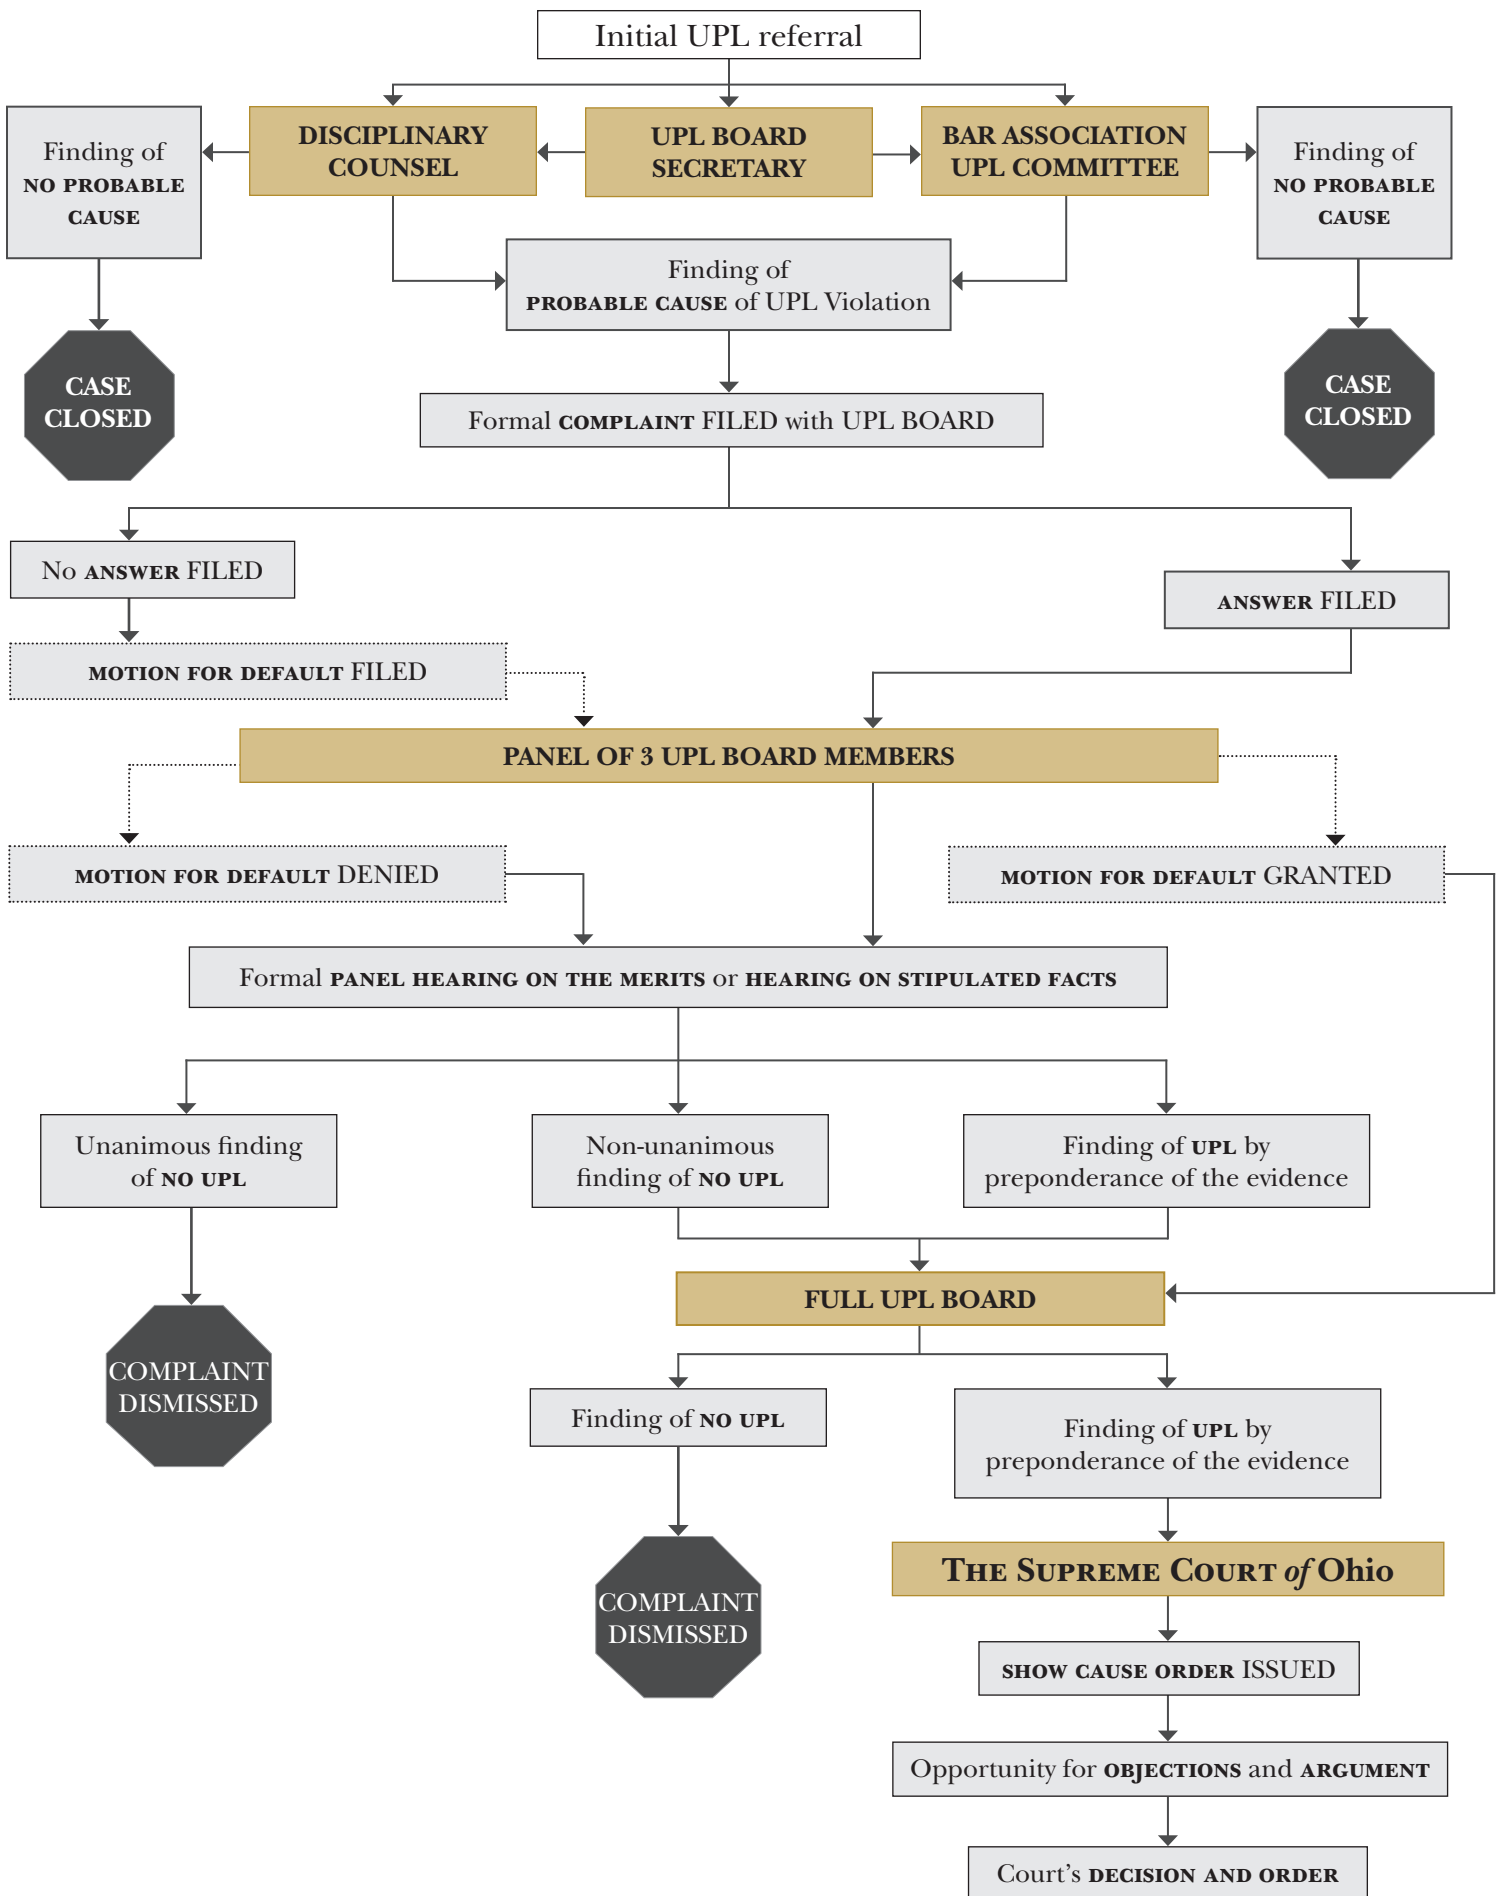 Initial UPL referral
Finding of
NO PROBABLE
CAUSE
DISCIPLINARY
COUNSEL
UPL BOARD
SECRETARY
BAR ASSOCIATION
UPL COMMITTEE
Finding of
NO PROBABLE
CAUSE
Finding of
PROBABLE CAUSE of UPL Violation
CASE
CLOSED
CASE
CLOSED
Formal COMPLAINT FILED with UPL BOARD
No ANSWER FILED
ANSWER FILED
MOTION FOR DEFAULT FILED
PANEL OF 3 UPL BOARD MEMBERS
MOTION FOR DEFAULT DENIED
MOTION FOR DEFAULT GRANTED
Formal PANEL HEARING ON THE MERITS or HEARING ON STIPULATED FACTS
Unanimous finding
of NO UPL
Non-unanimous
finding of NO UPL
Finding of UPL by
preponderance of the evidence
FULL UPL BOARD
COMPLAINT
DISMISSED
Finding of NO UPL
Finding of UPL by
preponderance of the evidence
COMPLAINT
DISMISSED
THE SUPREME COURT of Ohio
SHOW CAUSE ORDER ISSUED
Opportunity for OBJECTIONS and ARGUMENT
Court's DECISION AND ORDER